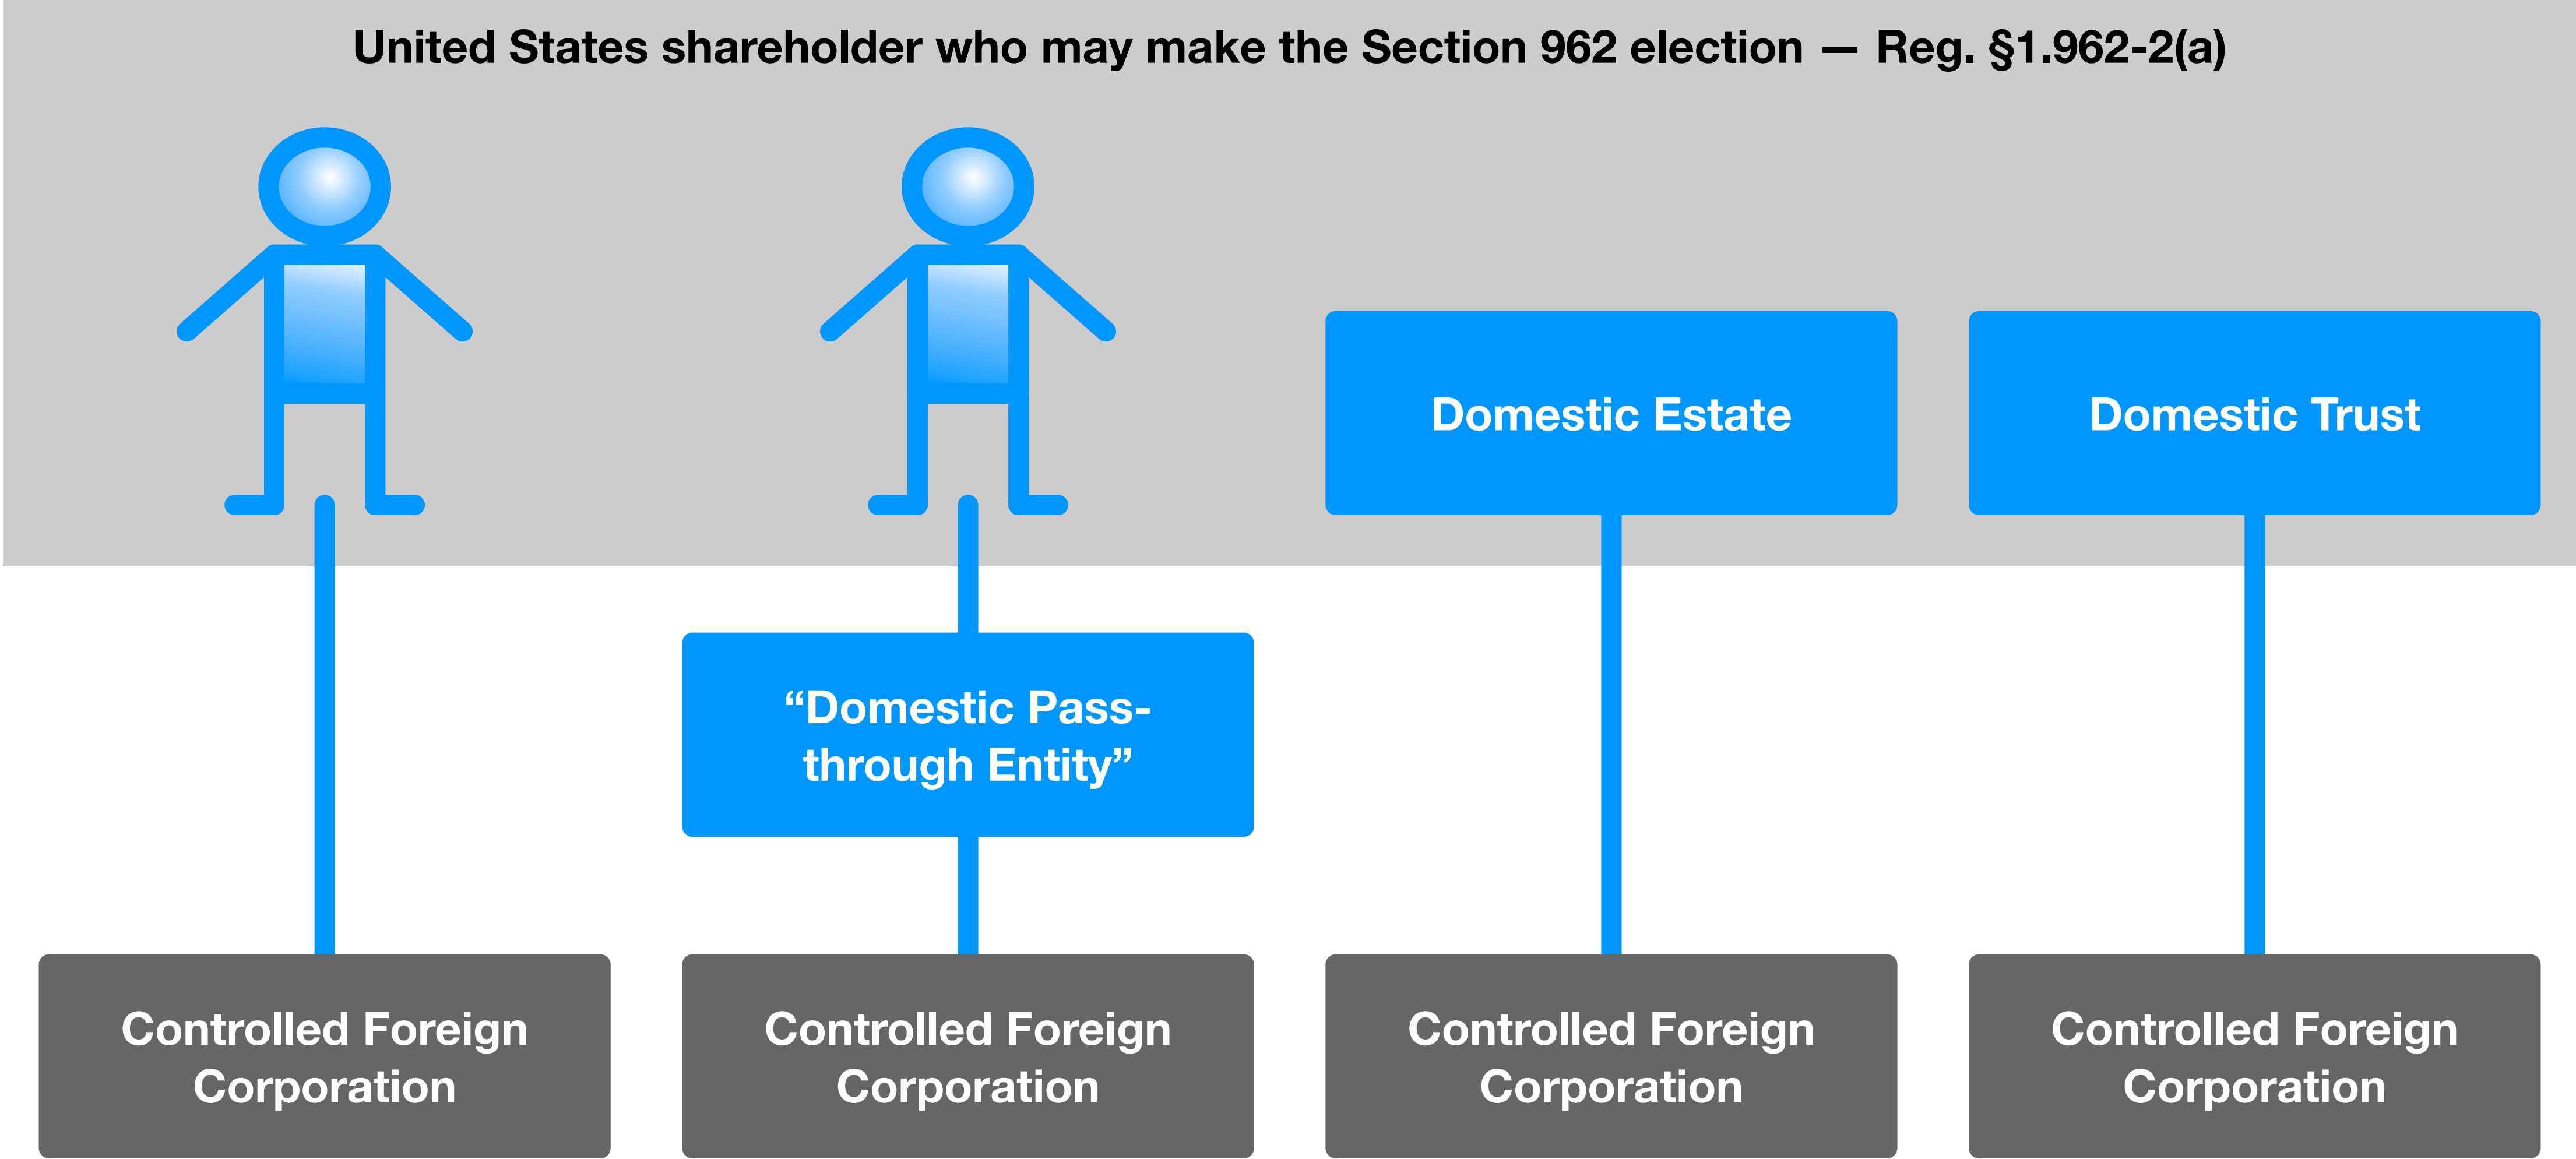 United States shareholder who may make the Section 962 election — Reg. §1.962-2(a)
Domestic Estate
Domestic Trust
“Domestic Pass-
through Entity”
Controlled Foreign
Corporation
Controlled Foreign
Corporation
Controlled Foreign
Corporation
Controlled Foreign
Corporation